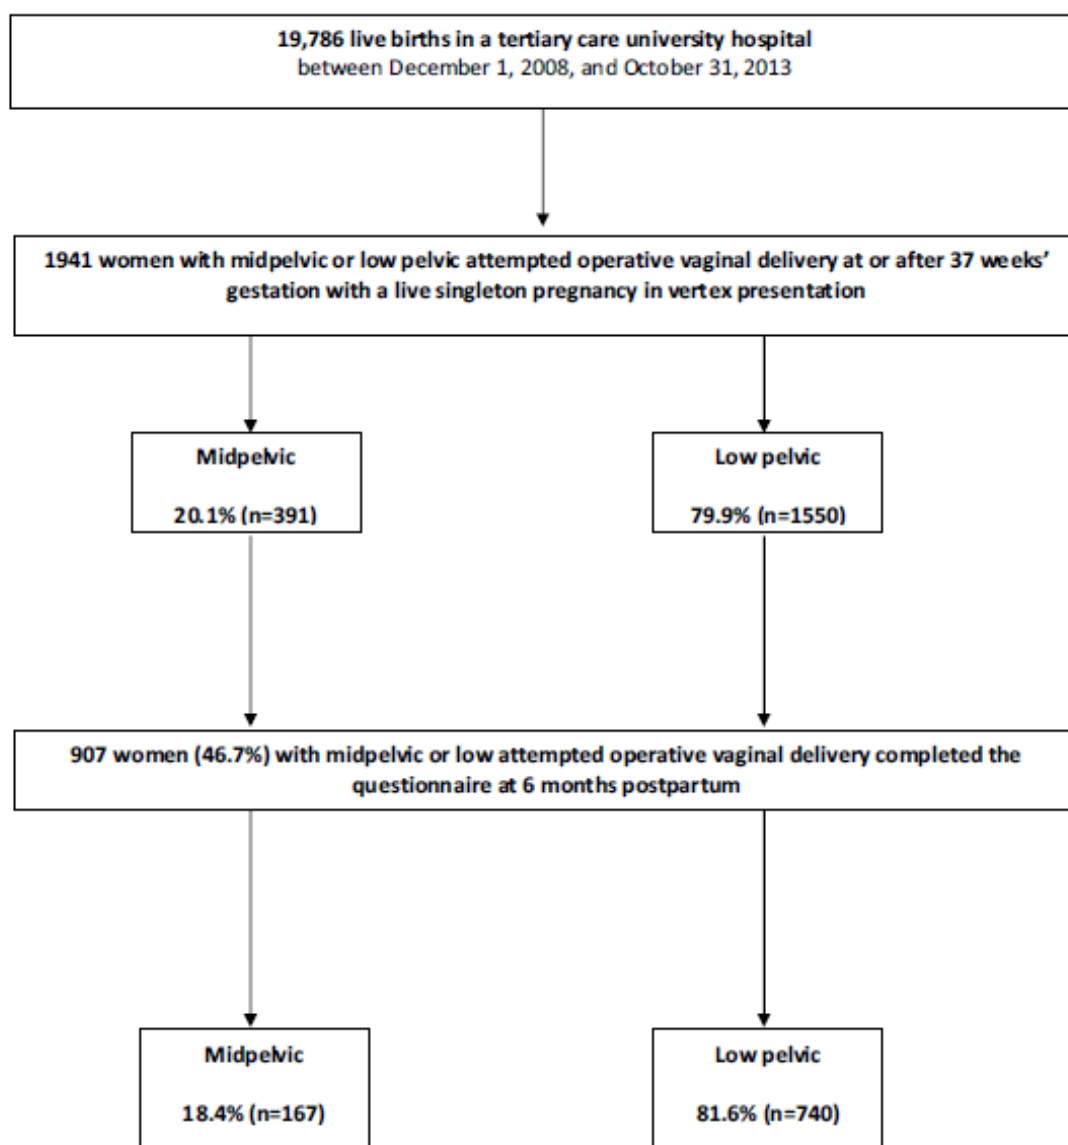 19,786 live births in a tertiary care university hospital
between December 1, 2008, and October 31, 2013
1941 women with midpelvic or low pelvic attempted operative vaginal delivery at or after 37 weeks’
gestation with a live singleton pregnancy in vertex presentation
Midpelvic
20.1% (n=391)
Low pelvic
79.9% (n=1550)
907 women (46.7%) with midpelvic or low attempted operative vaginal delivery completed the
questionnaire at 6 months postpartum
Midpelvic
18.4% (n=167)
Low pelvic
81.6% (n=740)